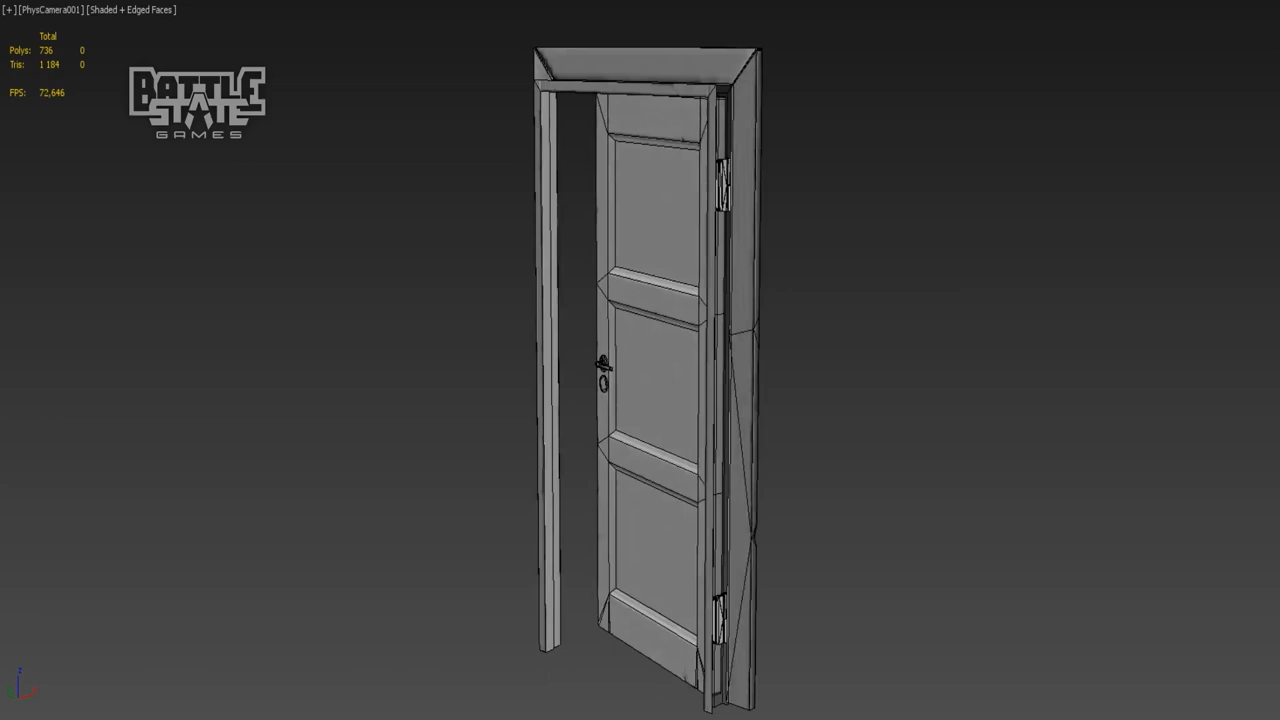 [+] [PhysCamera001] [Shaded + Edged Faces]
Total
Polys: 736 0
Tris: 1 184 0
FPS: 72,646
BATTLE
STATE
GAMES
z